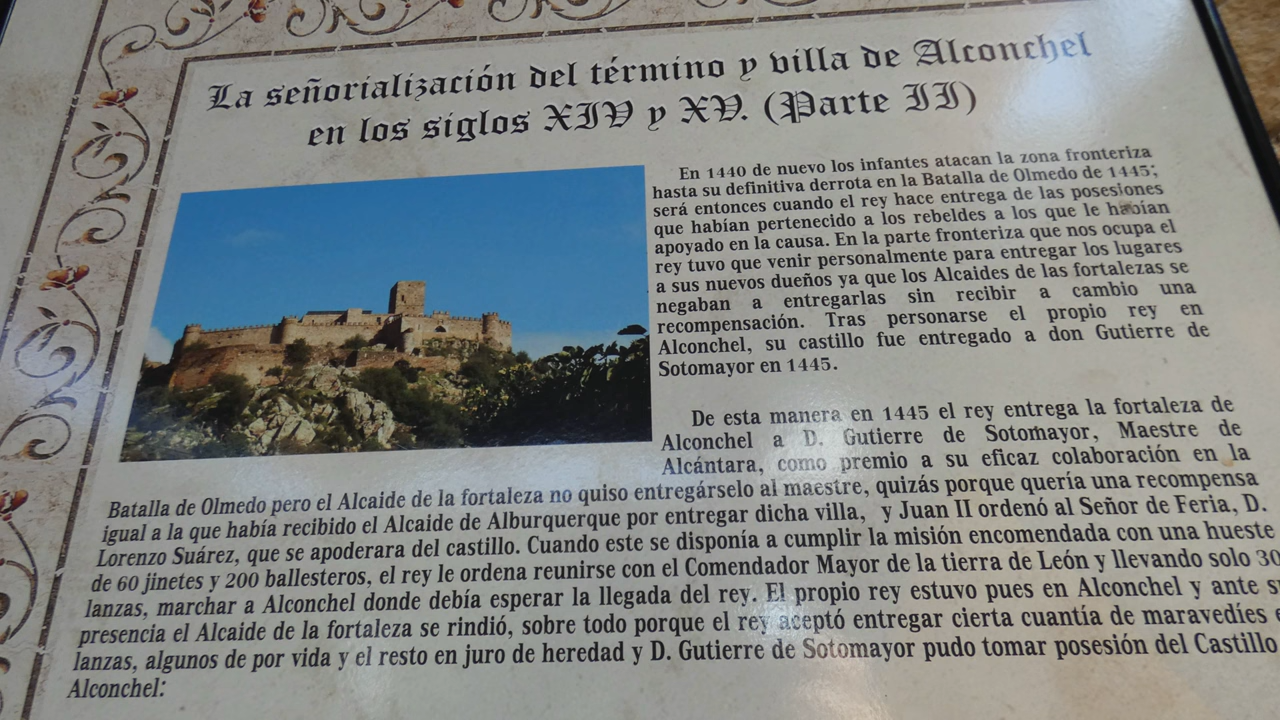 La señorialización del término y villa de Alconchel
en los siglos XIV y XV. (Parte II)
En 1440 de nuevo los infantes atacan la zona fronteriza
hasta su definitiva derrota en la Batalla de Olmedo de 1445;
será entonces cuando el rey hace entrega de las posesiones
que habían pertenecido a los rebeldes a los que le habían
apoyado en la causa. En la parte fronteriza que nos ocupa el
rey tuvo que venir personalmente para entregar los lugares
a sus nuevos dueños ya que los Alcaides de las fortalezas se
negaban a entregarlas sin recibir a cambio una
recompensación. Tras personarse el propio rey en
Alconchel, su castillo fue entregado a don Gutierre de
Sotomayor en 1445.
De esta manera en 1445 el rey entrega la fortaleza de
Alconchel a D. Gutierre de Sotomayor, Maestre de
Alcántara, como premio a su eficaz colaboración en la
Batalla de Olmedo pero el Alcaide de la fortaleza no quiso entregárselo al maestre, quizás porque quería una recompensa
igual a la que había recibido el Alcaide de Alburquerque por entregar dicha villa, y Juan II ordenó al Señor de Feria, D.
Lorenzo Suárez, que se apoderara del castillo. Cuando este se disponía a cumplir la misión encomendada con una hueste
de 60 jinetes y 200 ballesteros, el rey le ordena reunirse con el Comendador Mayor de la tierra de León y llevando solo 30
lanzas, marchar a Alconchel donde debía esperar la llegada del rey. El propio rey estuvo pues en Alconchel y ante
presencia el Alcaide de la fortaleza se rindió, sobre todo porque el rey aceptó entregar cierta cuantía de maravedíes
lanzas, algunos de por vida y el resto en juro de heredad y D. Gutierre de Sotomayor pudo tomar posesión del Castillo
Alconchel: